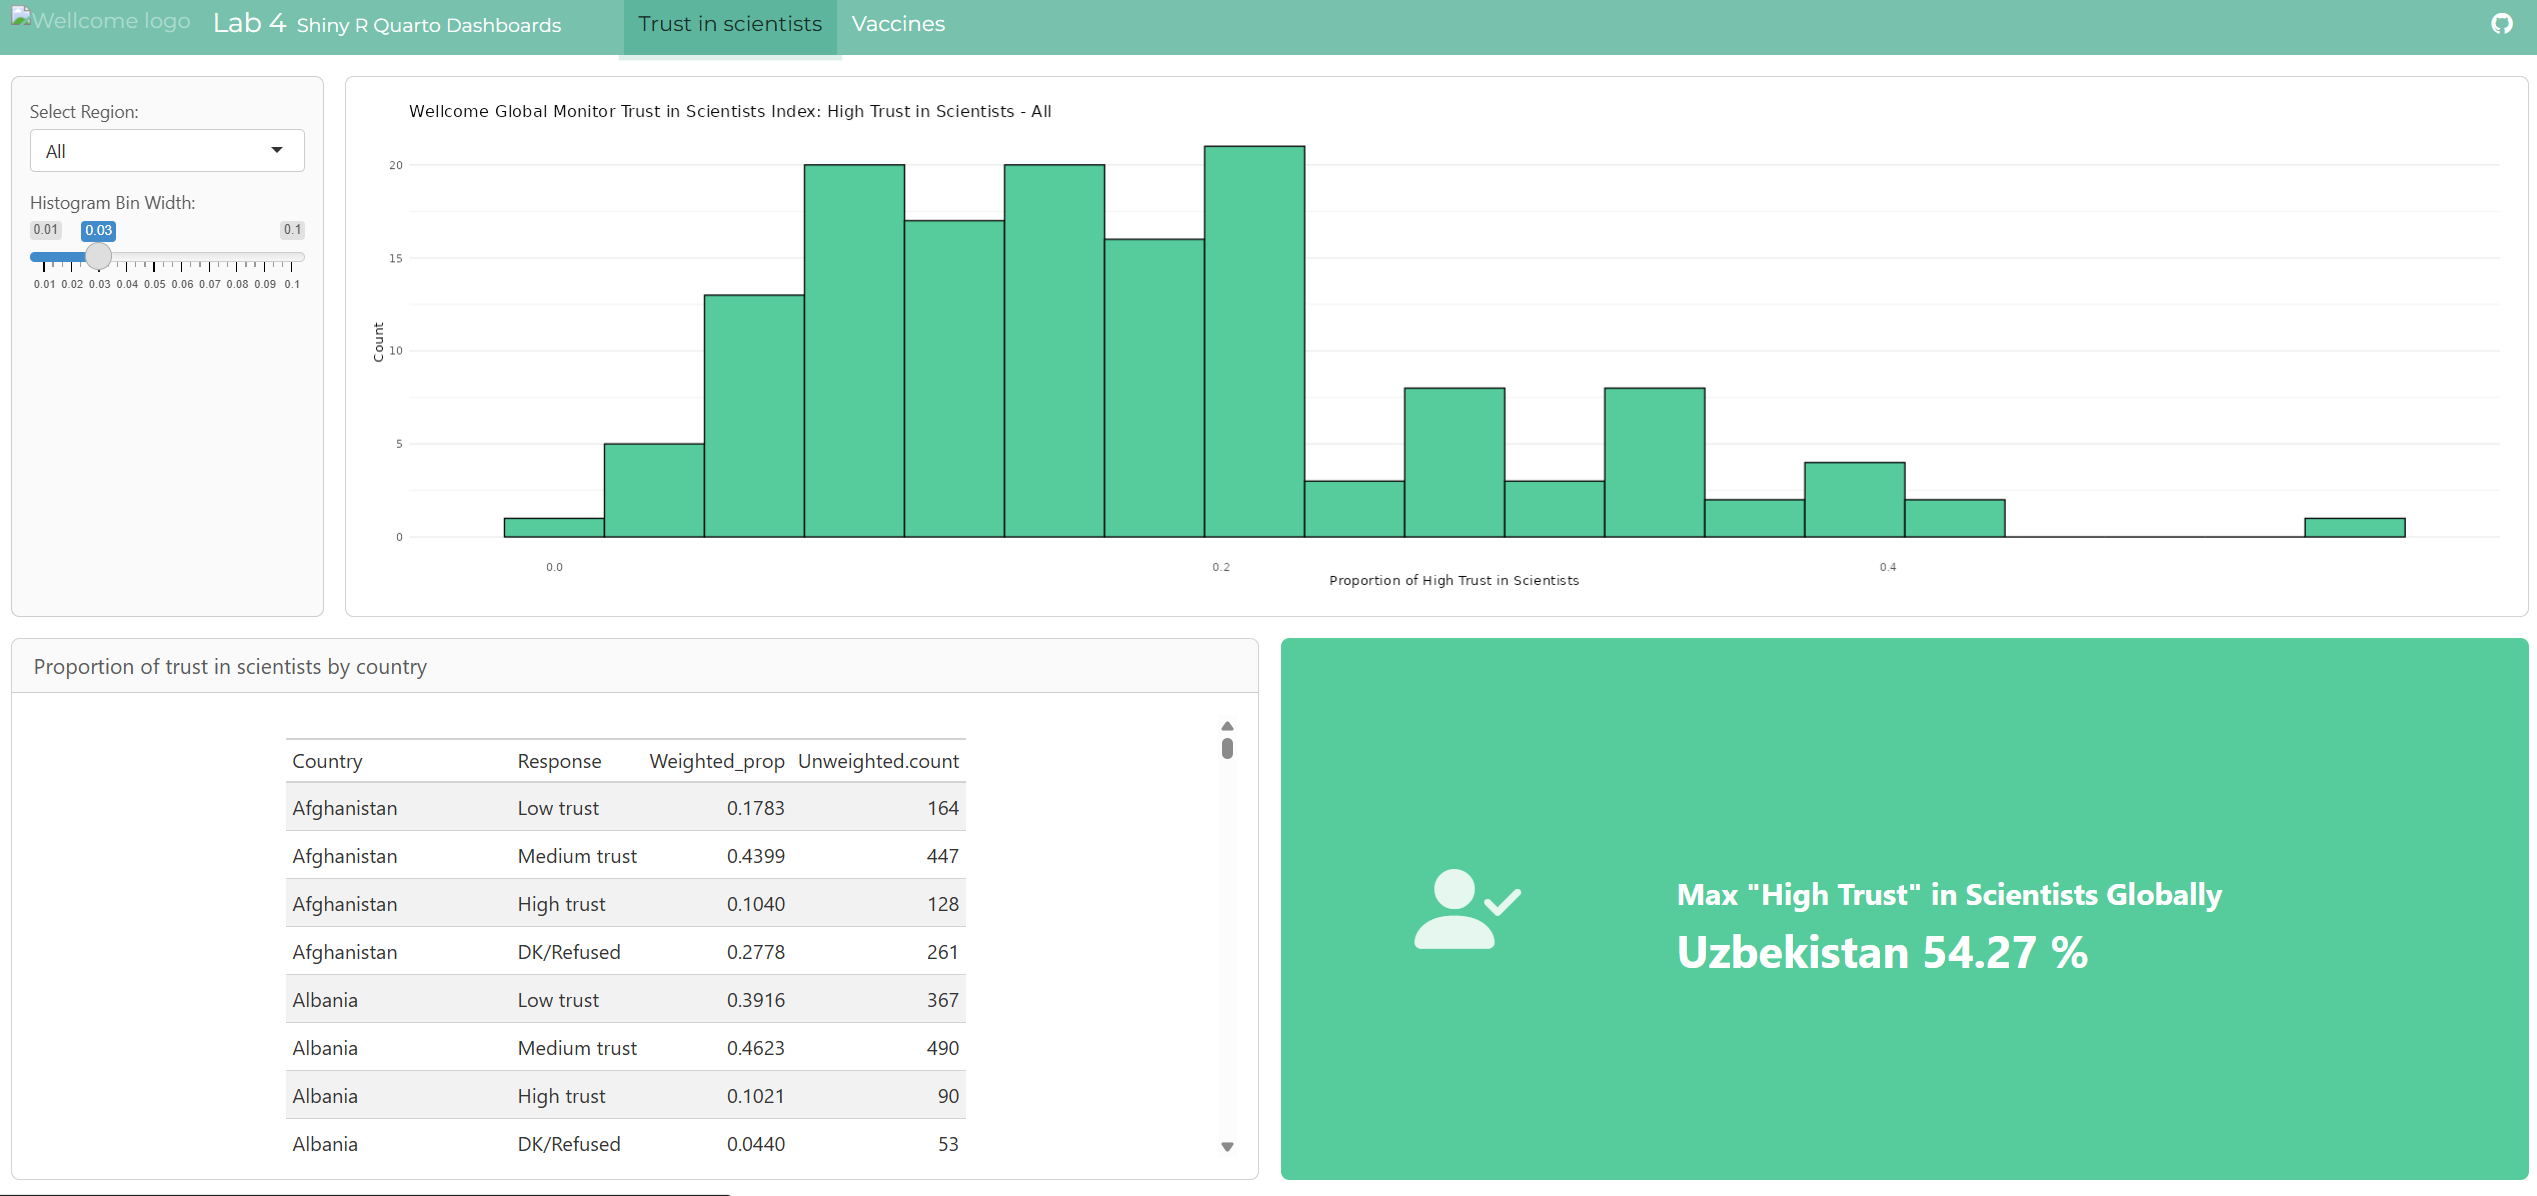 Wellcome logo
Lab 4 Shiny R Quarto Dashboards
Trust in scientists
Vaccines
Select Region:
All
Histogram Bin Width:
0.01 0.03 0.1
0.01 0.02 0.03 0.04 0.05 0.06 0.07 0.08 0.09 0.1
Wellcome Global Monitor Trust in Scientists Index: High Trust in Scientists - All
20
15
10
5
0
Count
0.0 0.2 0.4
Proportion of High Trust in Scientists
Proportion of trust in scientists by country
Country Response Weighted_prop Unweighted.count
Afghanistan Low trust 0.1783 164
Afghanistan Medium trust 0.4399 447
Afghanistan High trust 0.1040 128
Afghanistan DK/Refused 0.2778 261
Albania Low trust 0.3916 367
Albania Medium trust 0.4623 490
Albania High trust 0.1021 90
Albania DK/Refused 0.0440 53
Max "High Trust" in Scientists Globally
Uzbekistan 54.27 %